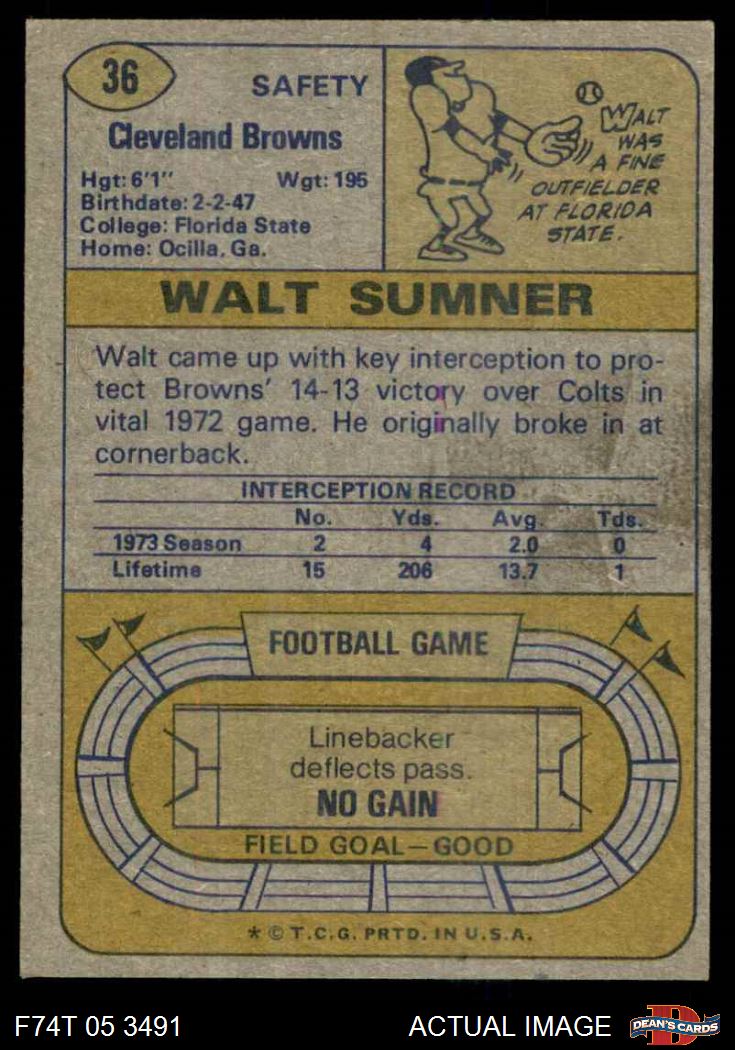 36
SAFETY
Cleveland Browns
Hgt: 6'1" Wgt: 195
Birthdate: 2-2-47
College: Florida State
Home: Ocilla, Ga.
WALT
WAS
A FINE
OUTFIELDER
AT FLORIDA
STATE.
WALT SUMNER
Walt came up with key interception to pro-
tect Browns' 14-13 victory over Colts in
vital 1972 game. He originally broke in at
cornerback.
INTERCEPTION RECORD
No. Yds. Avg. Tds.
1973 Season 2 4 2.0 0
Lifetime 15 206 13.7 1
FOOTBALL GAME
Linebacker
deflects pass.
NO GAIN
FIELD GOAL—GOOD
* © T.C.G. PRTD. IN U.S.A.
F74T 05 3491 ACTUAL IMAGE D DEAN'S CARDS